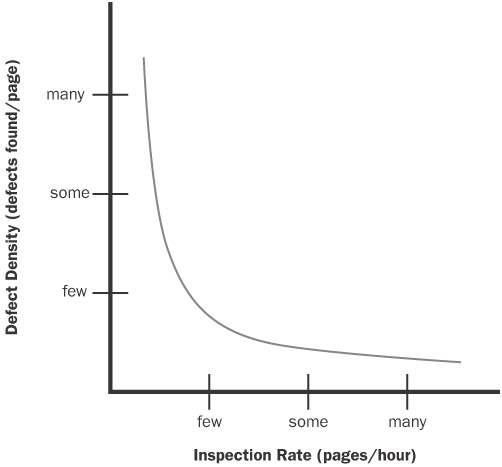 Defect Density (defects found/page)
many
some
few
few some many
Inspection Rate (pages/hour)